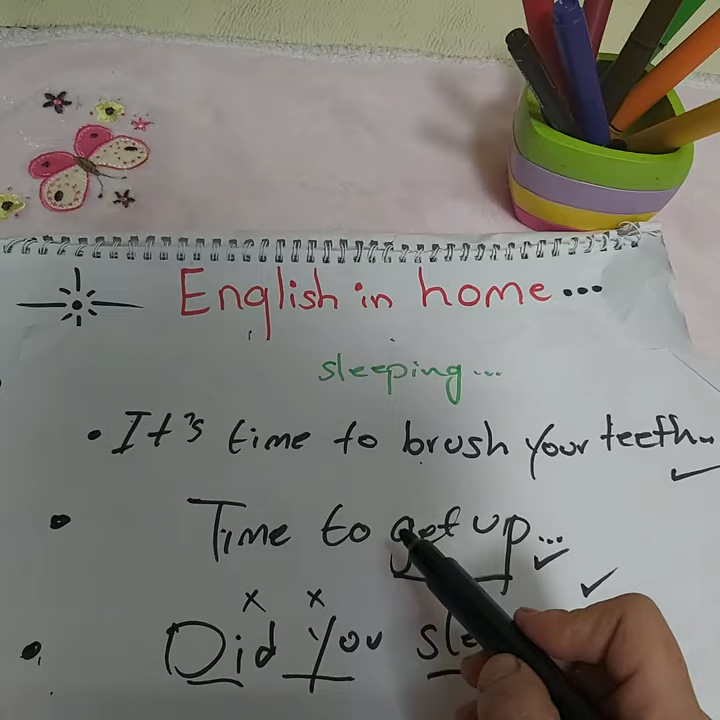 English in home...
sleeping...
• It's time to brush your teeth...
• Time to get up...
• Did you